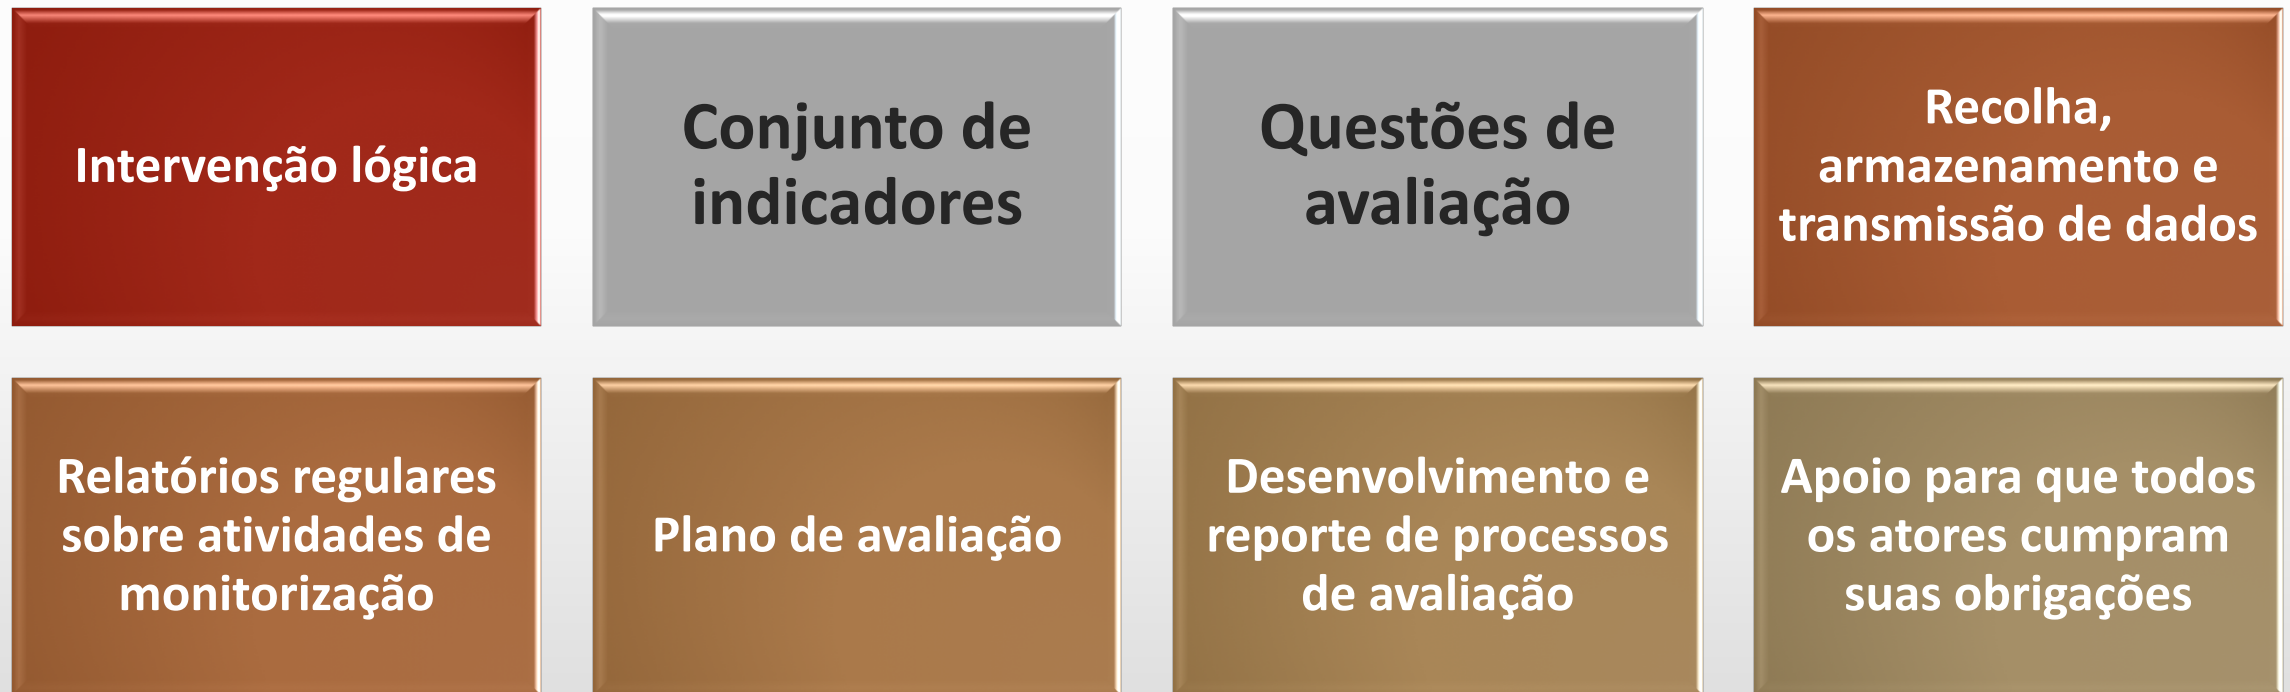 Intervenção lógica
Conjunto de
indicadores
Questões de
avaliação
Recolha,
armazenamento e
transmissão de dados
Relatórios regulares
sobre atividades de
monitorização
Plano de avaliação
Desenvolvimento e
reporte de processos
de avaliação
Apoio para que todos
os atores cumpram
suas obrigações